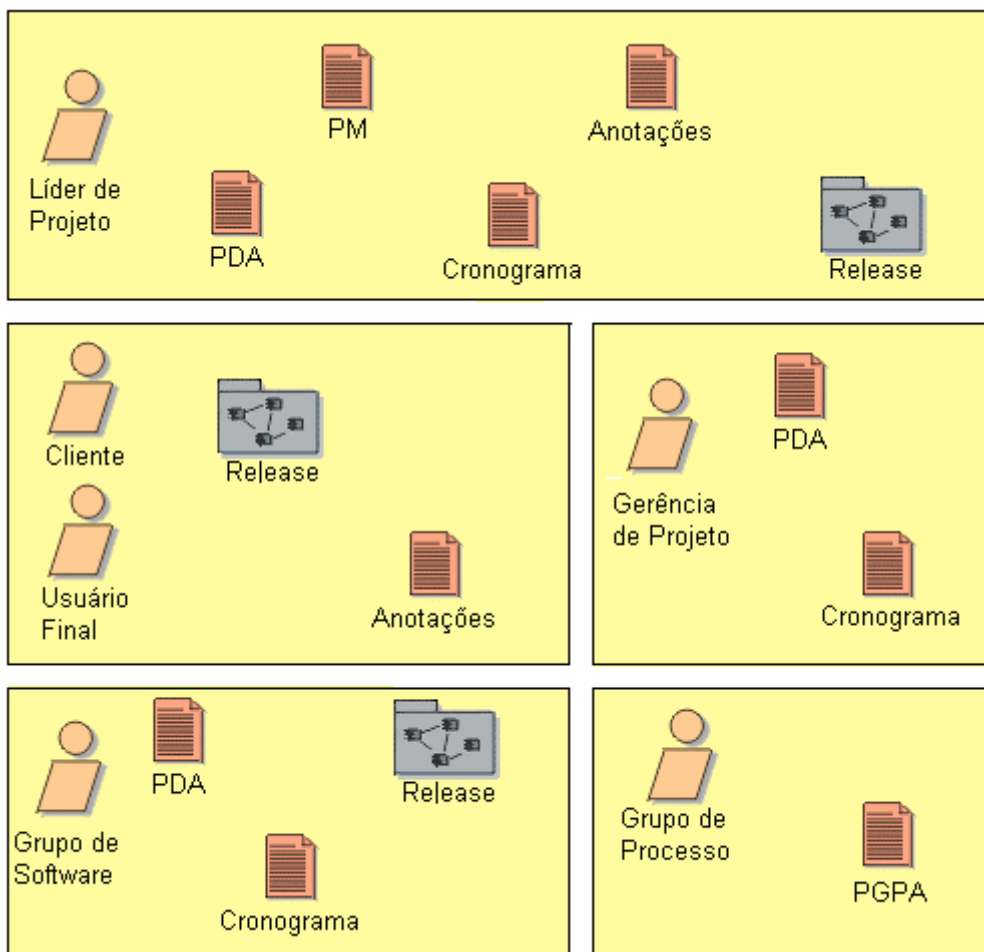 PM
Anotações
Líder de
Projeto
PDA
Cronograma
Release
Cliente
Release
Usuário
Final
Anotações
PDA
Gerência
de Projeto
Cronograma
PDA
Release
Grupo de
Software
Cronograma
Grupo de
Processo
PGPA